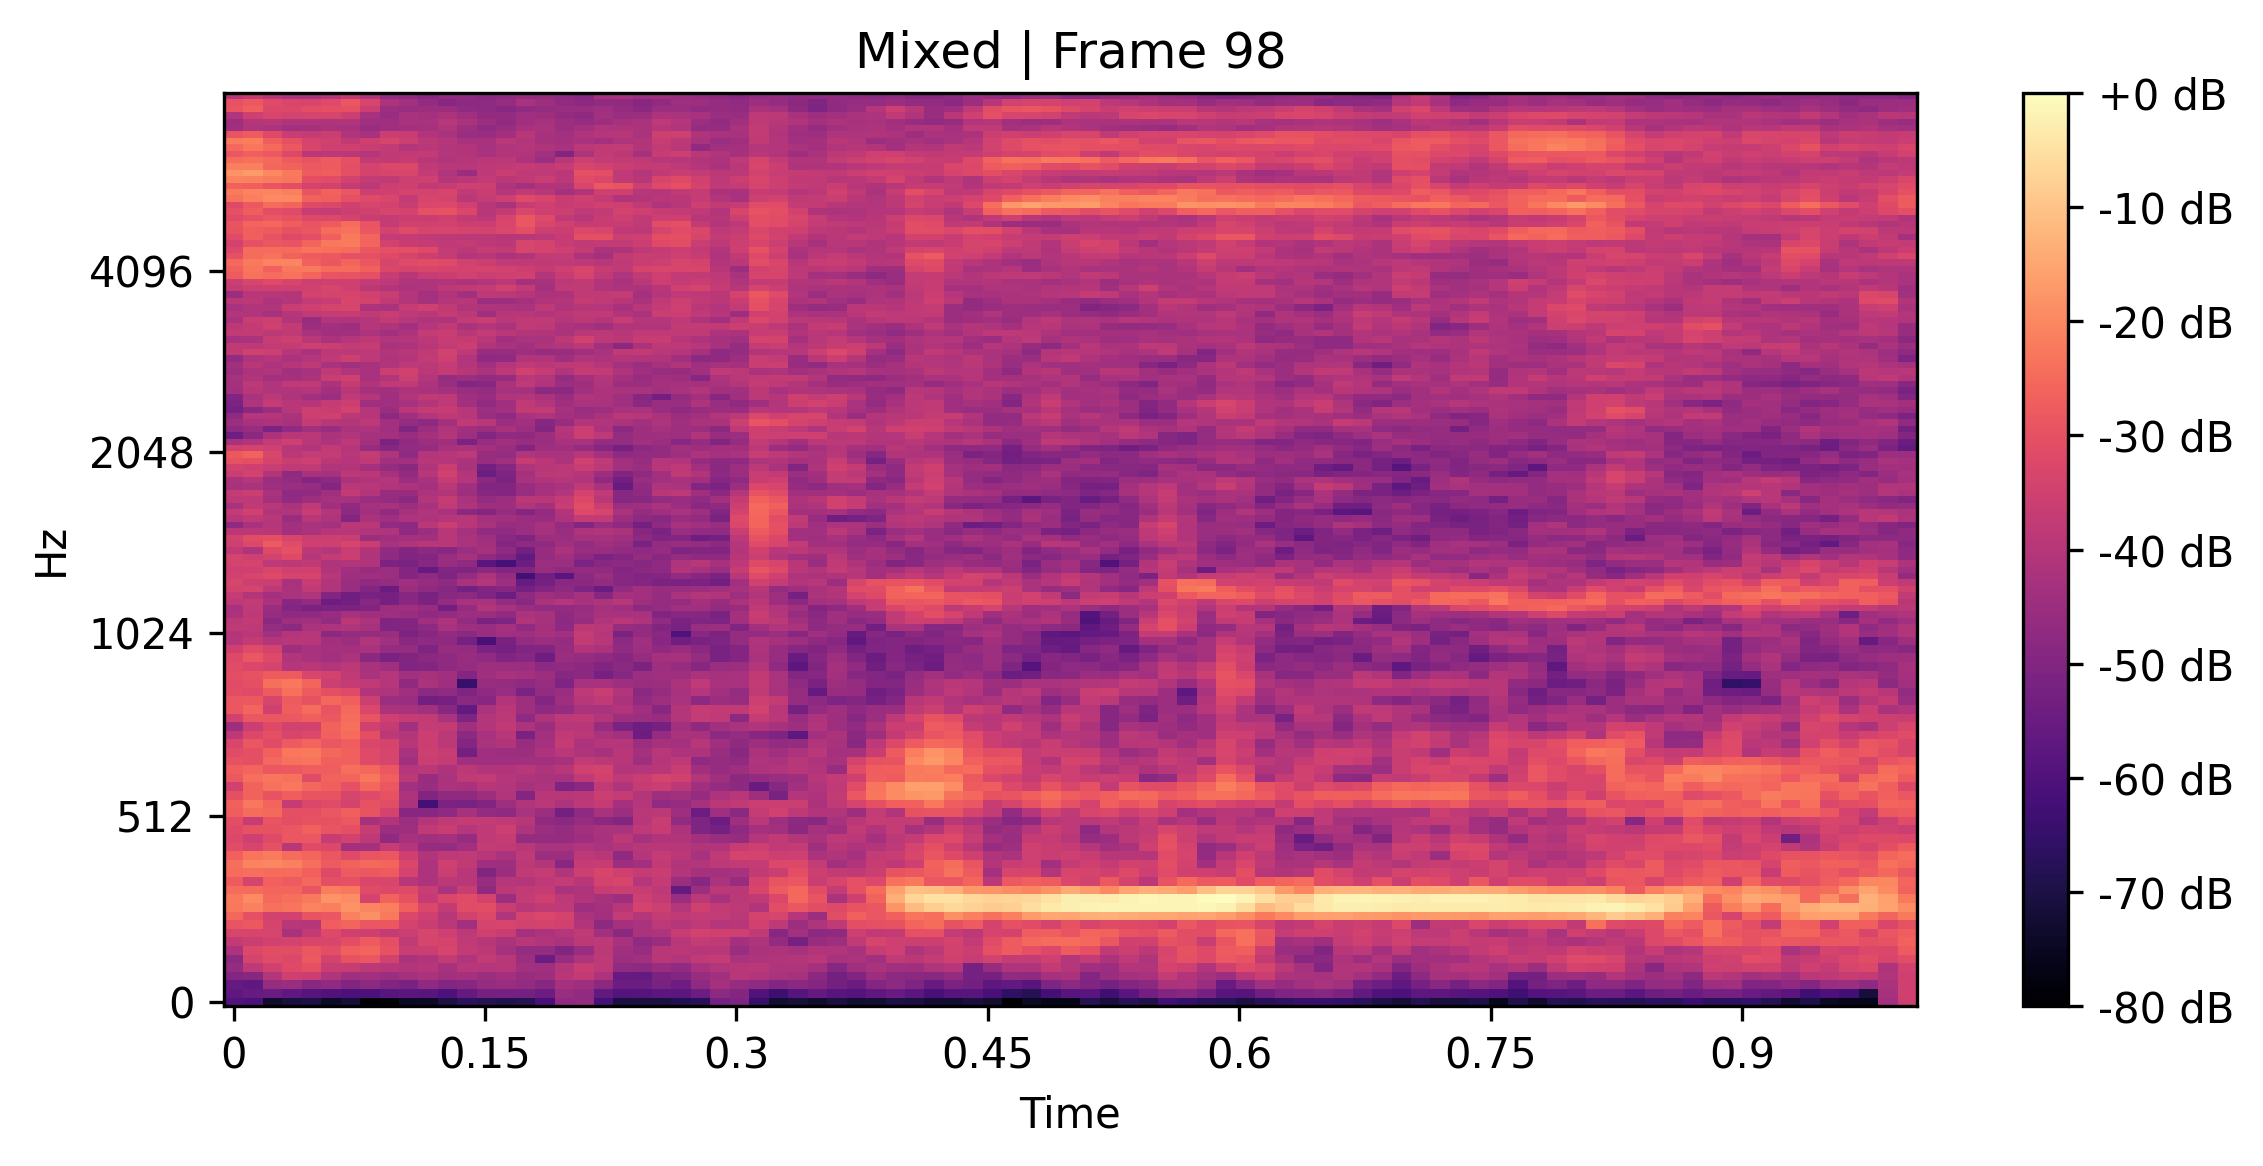 Mixed | Frame 98
+0 dB
-10 dB
-20 dB
-30 dB
-40 dB
-50 dB
-60 dB
-70 dB
-80 dB
Hz
4096
2048
1024
512
0
0 0.15 0.3 0.45 0.6 0.75 0.9
Time